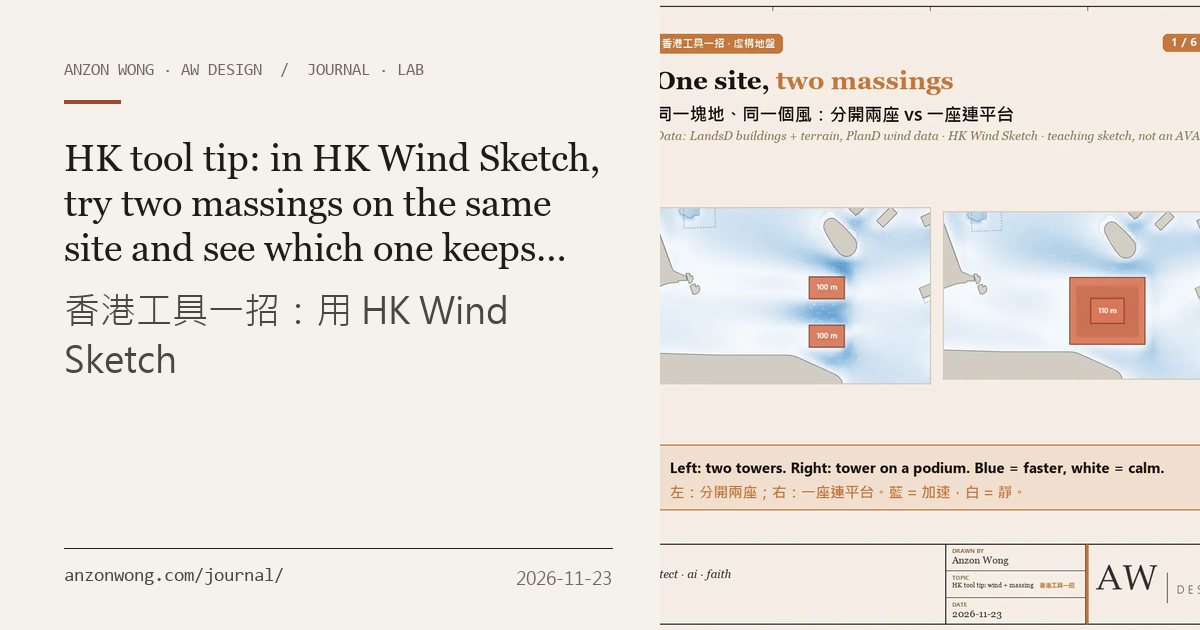 ANZON WONG · AW DESIGN / JOURNAL · LAB
HK tool tip: in HK Wind Sketch,
try two massings on the same
site and see which one keeps...
香港工具一招：用 HK Wind
Sketch
anzonwong.com/journal/
2026-11-23
香港工具一招 · 虛構地盤
1 / 6
One site, two massings
同一塊地、同一個風：分開兩座 vs 一座連平台
Data: LandsD buildings + terrain, PlanD wind data · HK Wind Sketch · teaching sketch, not an AVA
100 m
100 m
110 m
Left: two towers. Right: tower on a podium. Blue = faster, white = calm.
左：分開兩座；右：一座連平台。藍 = 加速，白 = 靜。
tect · ai · faith
DRAWN BY
Anzon Wong
TOPIC
HK tool tip: wind + massing 香港工具一招
DATE
2026-11-23
AW
DES